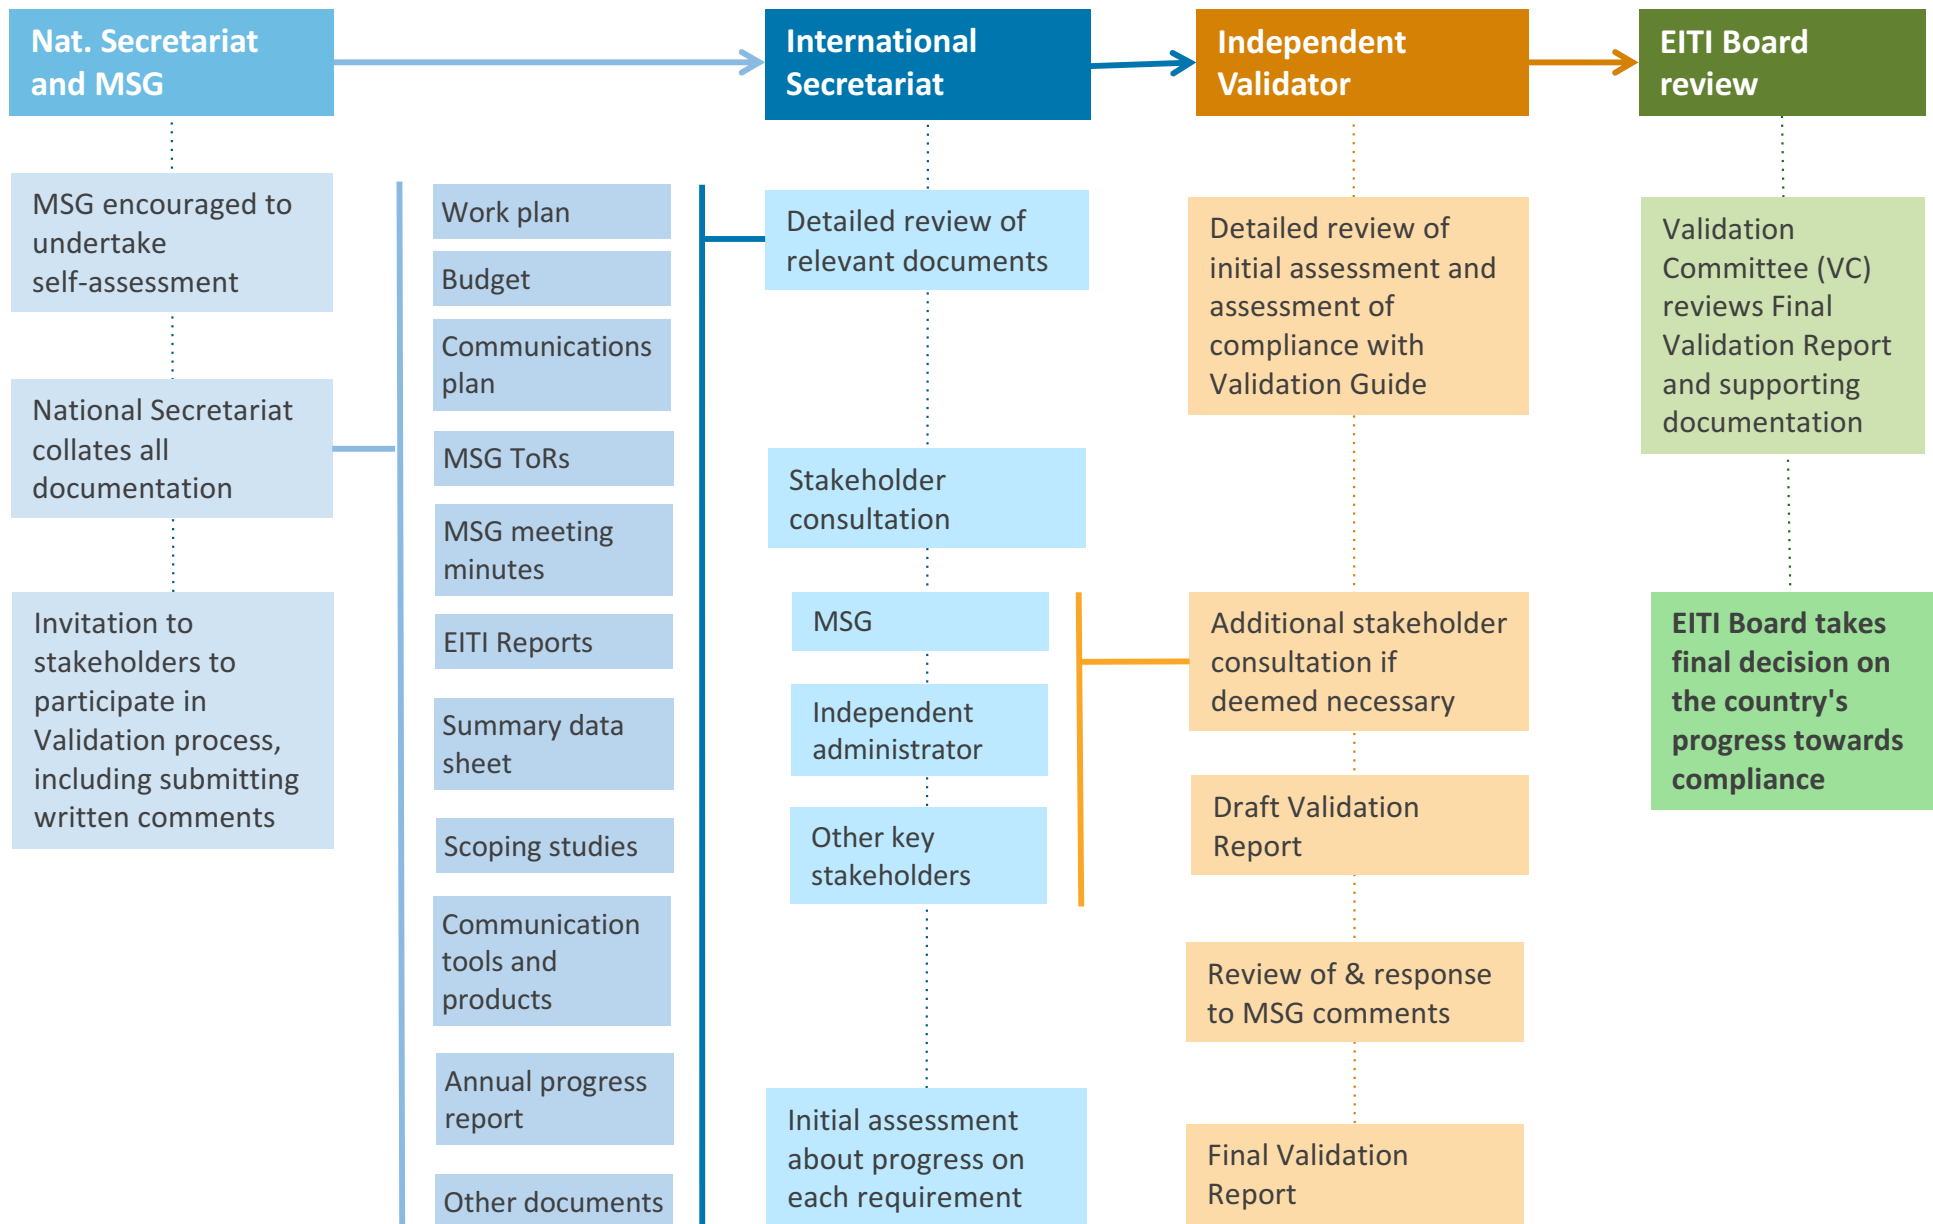 Nat. Secretariat
and MSG
International
Secretariat
Independent
Validator
EITI Board
review
MSG encouraged to
undertake
self-assessment
National Secretariat
collates all
documentation
Invitation to
stakeholders to
participate in
Validation process,
including submitting
written comments
Work plan
Budget
Communications
plan
MSG ToRs
MSG meeting
minutes
EITI Reports
Summary data
sheet
Scoping studies
Communication
tools and
products
Annual progress
report
Other documents
Detailed review of
relevant documents
Stakeholder
consultation
MSG
Independent
administrator
Other key
stakeholders
Initial assessment
about progress on
each requirement
Detailed review of
initial assessment and
assessment of
compliance with
Validation Guide
Additional stakeholder
consultation if
deemed necessary
Draft Validation
Report
Review of & response
to MSG comments
Final Validation
Report
Validation
Committee (VC)
reviews Final
Validation Report
and supporting
documentation
EITI Board takes
final decision on
the country's
progress towards
compliance